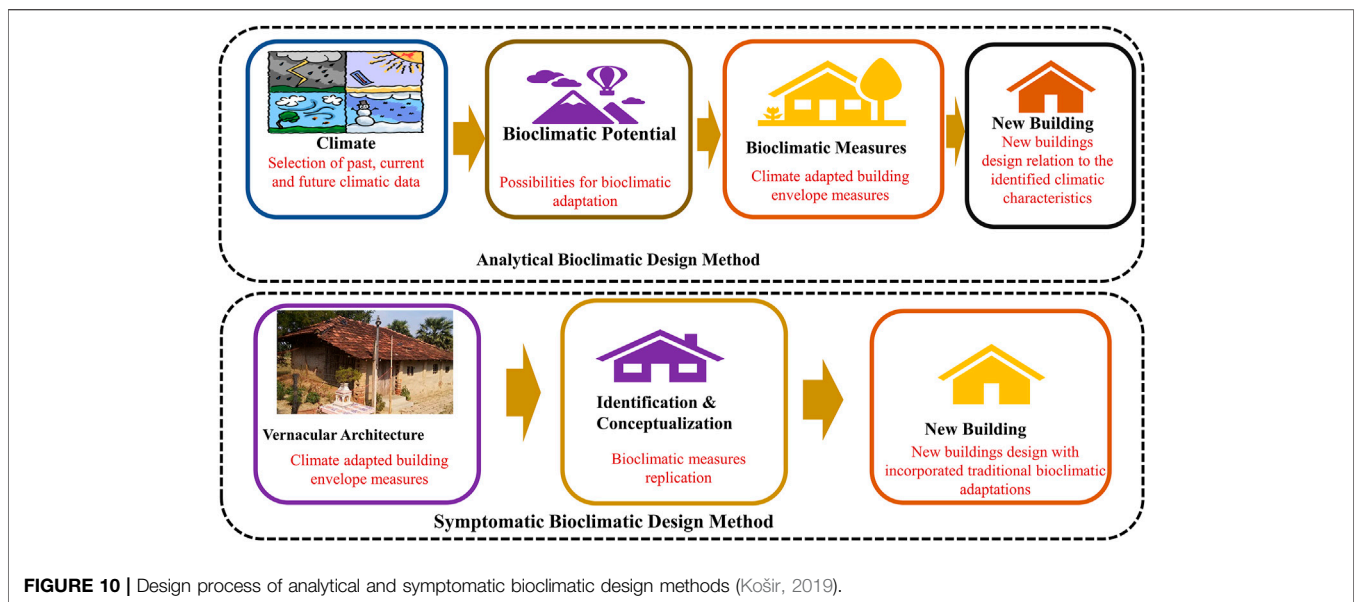 Climate
Selection of past, current
and future climatic data
Bioclimatic Potential
Possibilities for bioclimatic
adaptation
Bioclimatic Measures
Climate adapted building
envelope measures
New Building
New buildings
design relation to the
identified climatic
characteristics
Analytical Bioclimatic Design Method
Vernacular Architecture
Climate adapted building
envelope measures
Identification &
Conceptualization
Bioclimatic measures
replication
New Building
New buildings design with
incorporated traditional bioclimatic
adaptations
Symptomatic Bioclimatic Design Method
FIGURE 10 | Design process of analytical and symptomatic bioclimatic design methods (Košir, 2019).